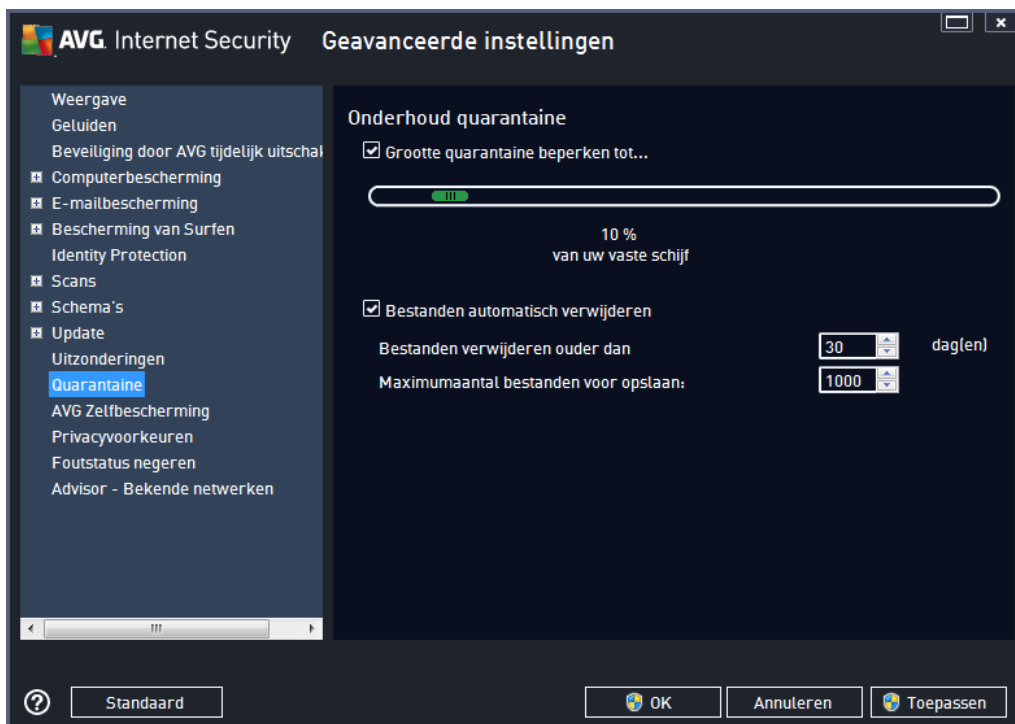 AVG. Internet Security
Geavanceerde instellingen
Weergave
Geluiden
Beveiliging door AVG tijdelijk uitschak
Computerbescherming
E-mailbescherming
Bescherming van Surfen
Identity Protection
Scans
Schema's
Update
Uitzonderingen
Quarantaine
AVG Zelfbescherming
Privacyvoorkeuren
Foutstatus negeren
Advisor - Bekende netwerken
Onderhoud quarantaine
Grootte quarantaine beperken tot...
10 %
van uw vaste schijf
Bestanden automatisch verwijderen
Bestanden verwijderen ouder dan 30 dag(en)
Maximumaantal bestanden voor opslaan: 1000
? Standaard OK Annuleren Toepassen